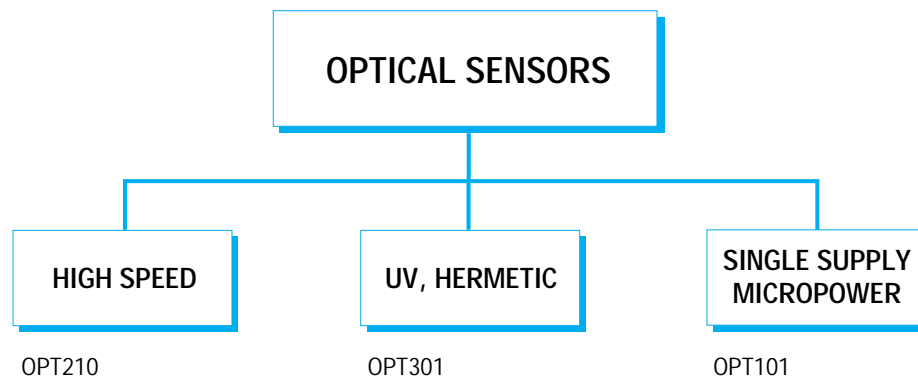 OPTICAL SENSORS
HIGH SPEED
UV, HERMETIC
SINGLE SUPPLY
MICROPOWER
OPT210
OPT301
OPT101